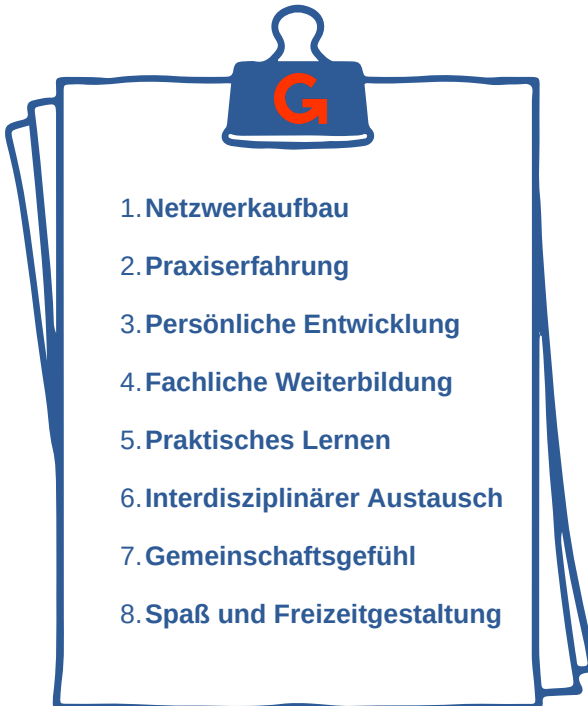 G
1. Netzwerkaufbau
2. Praxiserfahrung
3. Persönliche Entwicklung
4. Fachliche Weiterbildung
5. Praktisches Lernen
6. Interdisziplinärer Austausch
7. Gemeinschaftsgefühl
8. Spaß und Freizeitgestaltung